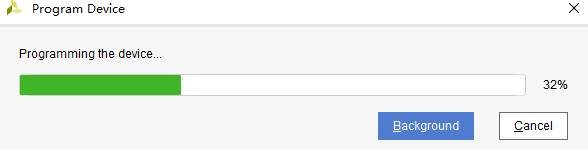 Program Device
Programming the device...
32%
Background
Cancel